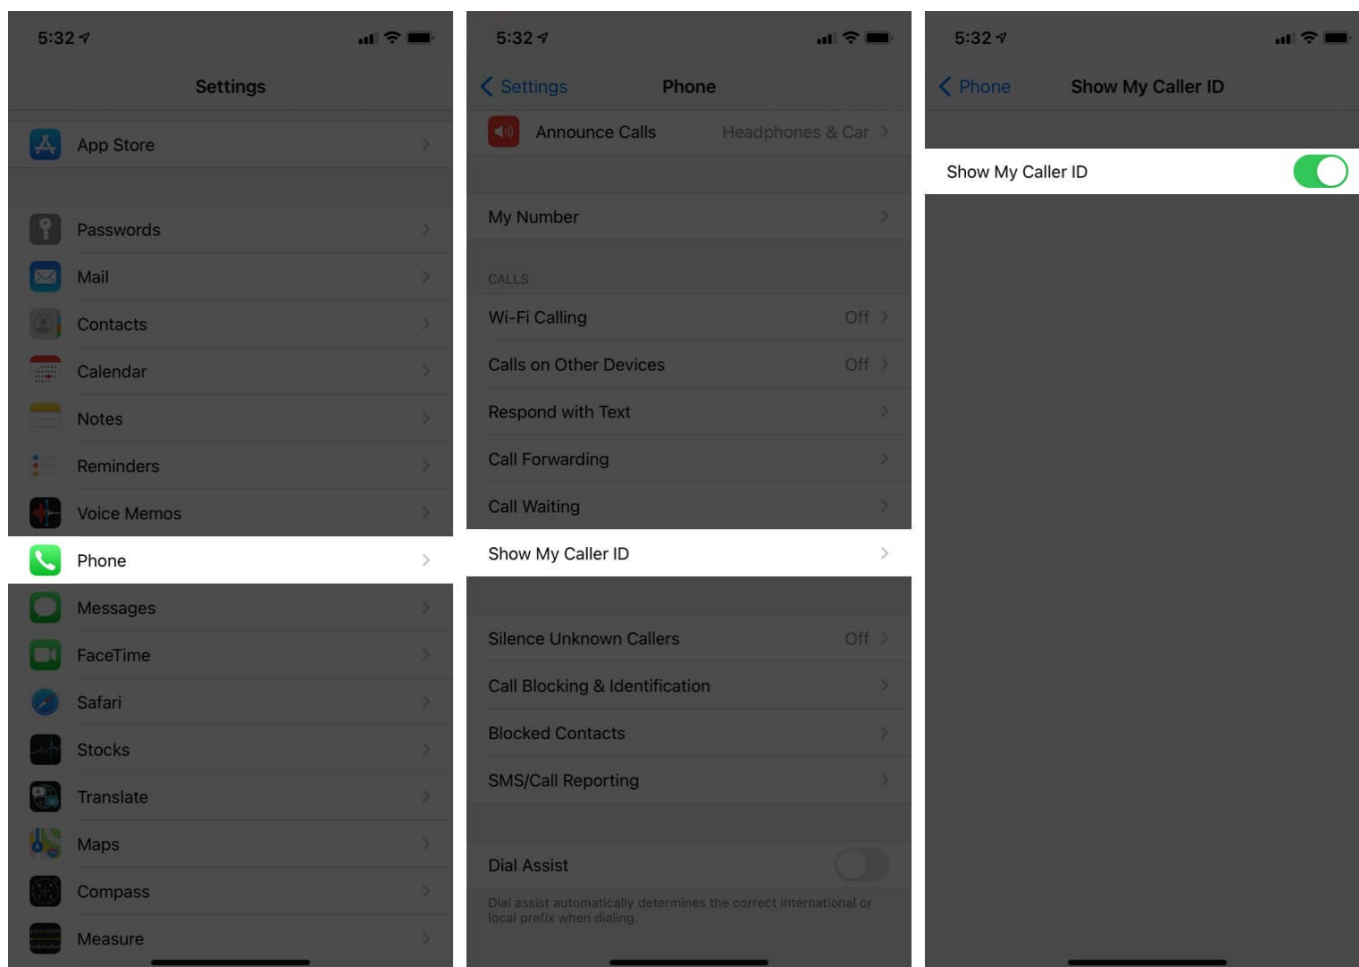 5:32
Settings
App Store
Passwords
Mail
Contacts
Calendar
Notes
Reminders
Voice Memos
Phone
Messages
FaceTime
Safari
Stocks
Translate
Maps
Compass
Measure
5:32
Settings
Phone
Announce Calls Headphones & Car
My Number
CALLS
Wi-Fi Calling Off
Calls on Other Devices Off
Respond with Text
Call Forwarding
Call Waiting
Show My Caller ID
Silence Unknown Callers Off
Call Blocking & Identification
Blocked Contacts
SMS/Call Reporting
Dial Assist
Dial assist automatically determines the correct international or
local prefix when dialing.
5:32
Phone
Show My Caller ID
Show My Caller ID